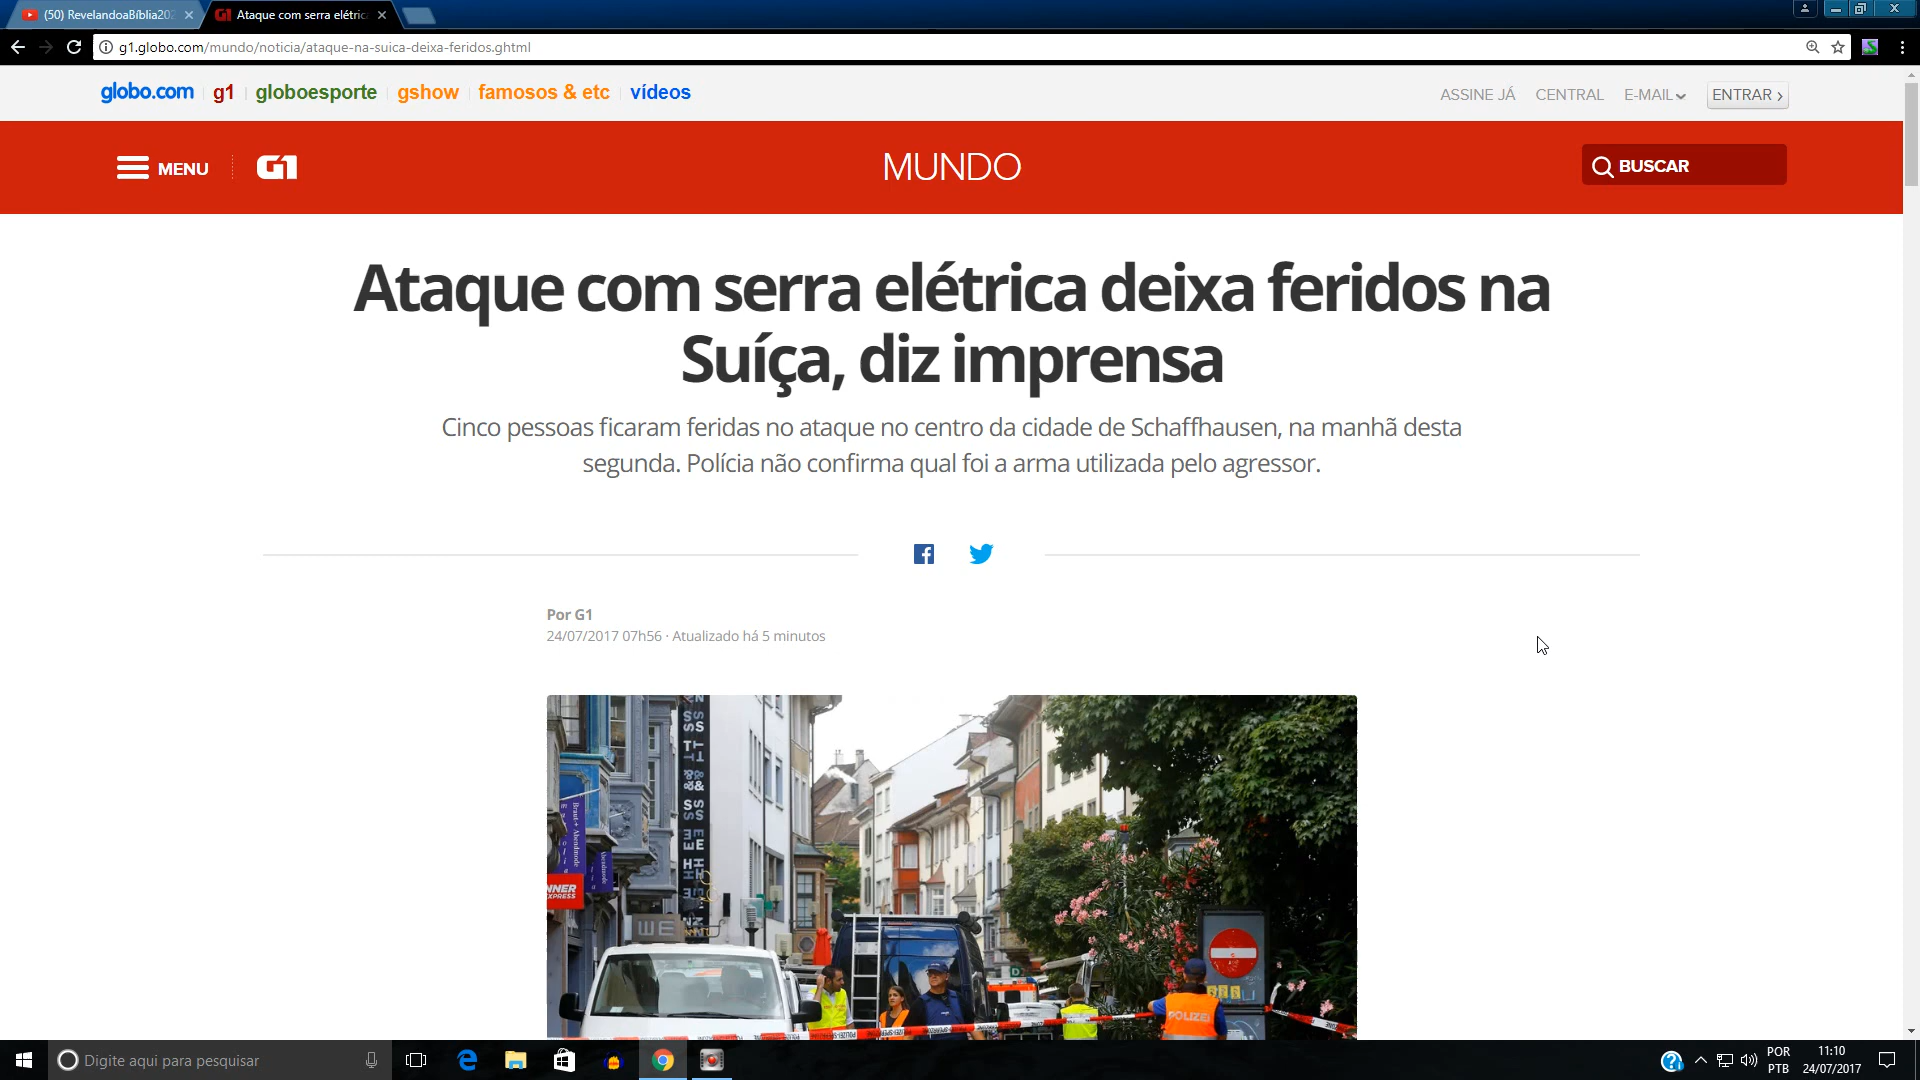 (50) RevelandoaBíblia202
Ataque com serra elétric
g1.globo.com/mundo/noticia/ataque-na-suica-deixa-feridos.ghtml
globo.com g1 globoesporte gshow famosos & etc vídeos
ASSINE JÁ CENTRAL E-MAIL ENTRAR ›
MENU G1 MUNDO BUSCAR
Ataque com serra elétrica deixa feridos na
Suíça, diz imprensa
Cinco pessoas ficaram feridas no ataque no centro da cidade de Schaffhausen, na manhã desta
segunda. Polícia não confirma qual foi a arma utilizada pelo agressor.
Por G1
24/07/2017 07h56 · Atualizado há 5 minutos
Braut + Abendmode
WE
POLIZEI
Digite aqui para pesquisar
POR
PTB
11:10
24/07/2017